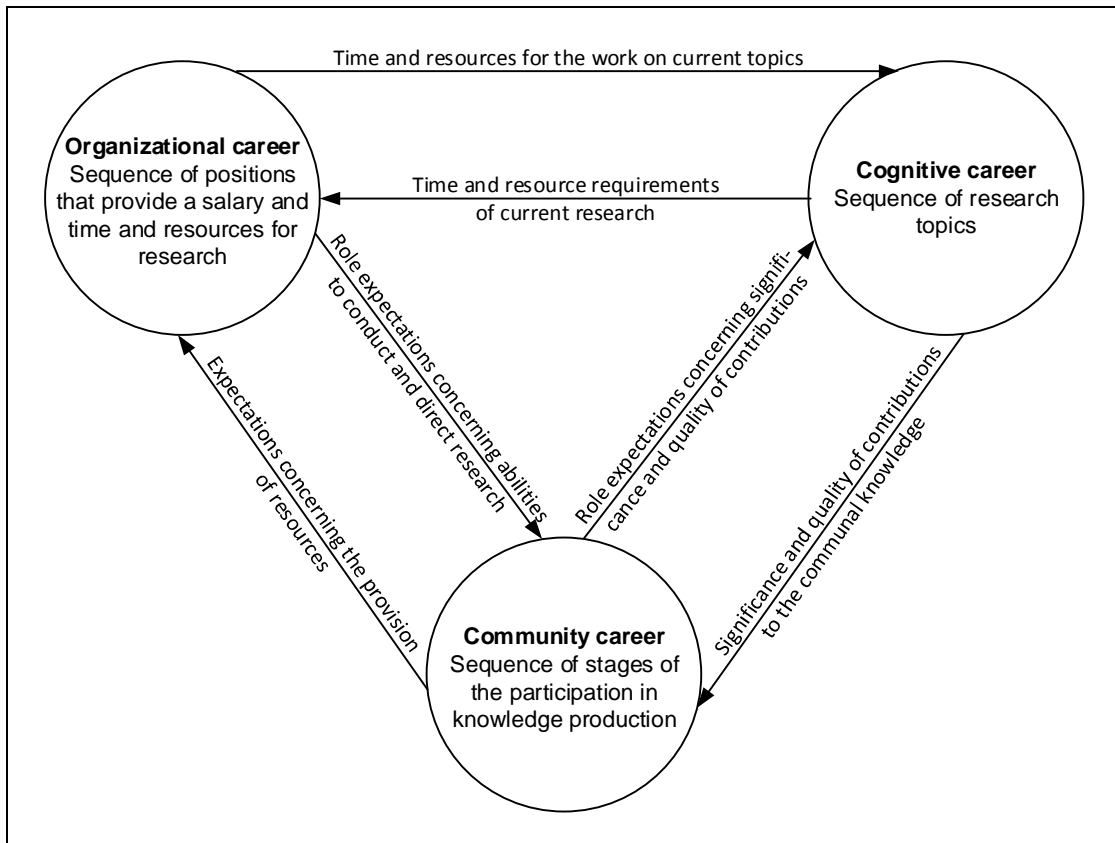 Time and resources for the work on current topics
Organizational career
Sequence of positions
that provide a salary and
time and resources for
research
Cognitive career
Sequence of research
topics
Time and resource requirements
of current research
Role expectations concerning abilities
to conduct and direct research
Role expectations concerning signifi-
cance and quality of contributions
Expectations concerning the provision
of resources
Significance and quality of contributions
to the communal knowledge
Community career
Sequence of stages of
the participation in
knowledge production